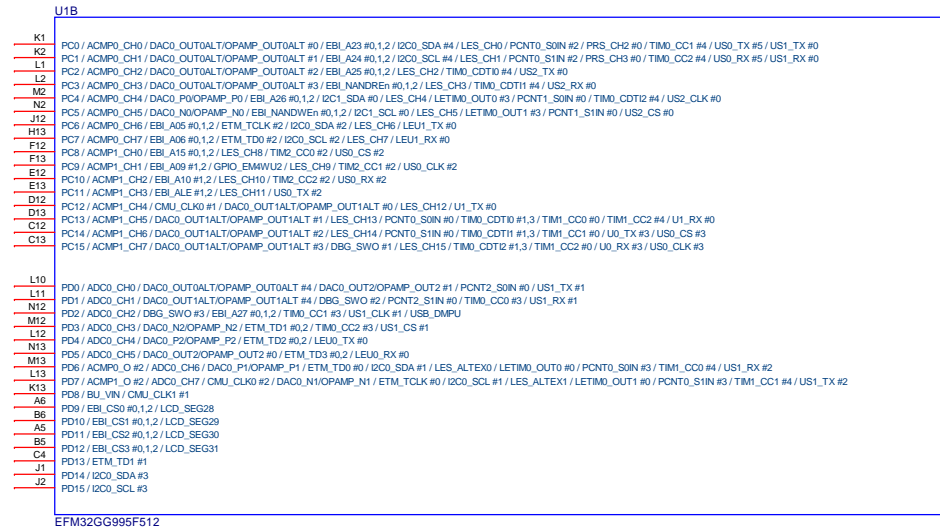 U1B
K1 PC0 / ACMP0_CH0 / DAC0_OUT0ALT/OPAMP_OUT0ALT #0 / EBI_A23 #0,1,2 / I2C0_SDA #4 / LES_CH0 / PCNT0_S0IN #2 / PRS_CH2 #0 / TIM0_CC1 #4 / US0_TX #5 / US1_TX #0
K2 PC1 / ACMP0_CH1 / DAC0_OUT0ALT/OPAMP_OUT0ALT #1 / EBI_A24 #0,1,2 / I2C0_SCL #4 / LES_CH1 / PCNT0_S1IN #2 / PRS_CH3 #0 / TIM0_CC2 #4 / US0_RX #5 / US1_RX #0
L1 PC2 / ACMP0_CH2 / DAC0_OUT0ALT/OPAMP_OUT0ALT #2 / EBI_A25 #0,1,2 / LES_CH2 / TIM0_CDTI0 #4 / US2_TX #0
L2 PC3 / ACMP0_CH3 / DAC0_OUT0ALT/OPAMP_OUT0ALT #3 / EBI_NANDREn #0,1,2 / LES_CH3 / TIM0_CDTI1 #4 / US2_RX #0
M2 PC4 / ACMP0_CH4 / DAC0_P0/OPAMP_P0 / EBI_A26 #0,1,2 / I2C1_SDA #0 / LES_CH4 / LETIM0_OUT0 #3 / PCNT1_S0IN #0 / TIM0_CDTI2 #4 / US2_CLK #0
N2 PC5 / ACMP0_CH5 / DAC0_N0/OPAMP_N0 / EBI_NANDWEn #0,1,2 / I2C1_SCL #0 / LES_CH5 / LETIM0_OUT1 #3 / PCNT1_S1IN #0 / US2_CS #0
J12 PC6 / ACMP0_CH6 / EBI_A05 #0,1,2 / ETM_TCLK #2 / I2C0_SDA #2 / LES_CH6 / LEU1_TX #0
H13 PC7 / ACMP0_CH7 / EBI_A06 #0,1,2 / ETM_TD0 #2 / I2C0_SCL #2 / LES_CH7 / LEU1_RX #0
F12 PC8 / ACMP1_CH0 / EBI_A15 #0,1,2 / LES_CH8 / TIM2_CC0 #2 / US0_CS #2
F13 PC9 / ACMP1_CH1 / EBI_A09 #1,2 / GPIO_EM4WU2 / LES_CH9 / TIM2_CC1 #2 / US0_CLK #2
E12 PC10 / ACMP1_CH2 / EBI_A10 #1,2 / LES_CH10 / TIM2_CC2 #2 / US0_RX #2
E13 PC11 / ACMP1_CH3 / EBI_ALE #1,2 / LES_CH11 / US0_TX #2
D12 PC12 / ACMP1_CH4 / CMU_CLK0 #1 / DAC0_OUT1ALT/OPAMP_OUT1ALT #0 / LES_CH12 / U1_TX #0
D13 PC13 / ACMP1_CH5 / DAC0_OUT1ALT/OPAMP_OUT1ALT #1 / LES_CH13 / PCNT0_S0IN #0 / TIM0_CDTI0 #1,3 / TIM1_CC0 #0 / TIM1_CC2 #4 / U1_RX #0
C12 PC14 / ACMP1_CH6 / DAC0_OUT1ALT/OPAMP_OUT1ALT #2 / LES_CH14 / PCNT0_S1IN #0 / TIM0_CDTI1 #1,3 / TIM1_CC1 #0 / U0_TX #3 / US0_CS #3
C13 PC15 / ACMP1_CH7 / DAC0_OUT1ALT/OPAMP_OUT1ALT #3 / DBG_SWO #1 / LES_CH15 / TIM0_CDTI2 #1,3 / TIM1_CC2 #0 / U0_RX #3 / US0_CLK #3
L10 PD0 / ADC0_CH0 / DAC0_OUT0ALT/OPAMP_OUT0ALT #4 / DAC0_OUT2/OPAMP_OUT2 #1 / PCNT2_S0IN #0 / US1_TX #1
L11 PD1 / ADC0_CH1 / DAC0_OUT1ALT/OPAMP_OUT1ALT #4 / DBG_SWO #2 / PCNT2_S1IN #0 / TIM0_CC0 #3 / US1_RX #1
N12 PD2 / ADC0_CH2 / DBG_SWO #3 / EBI_A27 #0,1,2 / TIM0_CC1 #3 / US1_CLK #1 / USB_DMPU
M12 PD3 / ADC0_CH3 / DAC0_N2/OPAMP_N2 / ETM_TD1 #0,2 / TIM0_CC2 #3 / US1_CS #1
L12 PD4 / ADC0_CH4 / DAC0_P2/OPAMP_P2 / ETM_TD2 #0,2 / LEU0_TX #0
N13 PD5 / ADC0_CH5 / DAC0_OUT2/OPAMP_OUT2 #0 / ETM_TD3 #0,2 / LEU0_RX #0
M13 PD6 / ACMP0_O #2 / ADC0_CH6 / DAC0_P1/OPAMP_P1 / ETM_TD0 #0 / I2C0_SDA #1 / LES_ALTEX0 / LETIM0_OUT0 #0 / PCNT0_S0IN #3 / TIM1_CC0 #4 / US1_RX #2
L13 PD7 / ACMP1_O #2 / ADC0_CH7 / CMU_CLK0 #2 / DAC0_N1/OPAMP_N1 / ETM_TCLK #0 / I2C0_SCL #1 / LES_ALTEX1 / LETIM0_OUT1 #0 / PCNT0_S1IN #3 / TIM1_CC1 #4 / US1_TX #2
K13 PD8 / BU_VIN / CMU_CLK1 #1
A6 PD9 / EBI_CS0 #0,1,2 / LCD_SEG28
B6 PD10 / EBI_CS1 #0,1,2 / LCD_SEG29
A5 PD11 / EBI_CS2 #0,1,2 / LCD_SEG30
B5 PD12 / EBI_CS3 #0,1,2 / LCD_SEG31
C4 PD13 / ETM_TD1 #1
J1 PD14 / I2C0_SDA #3
J2 PD15 / I2C0_SCL #3
EFM32GG995F512